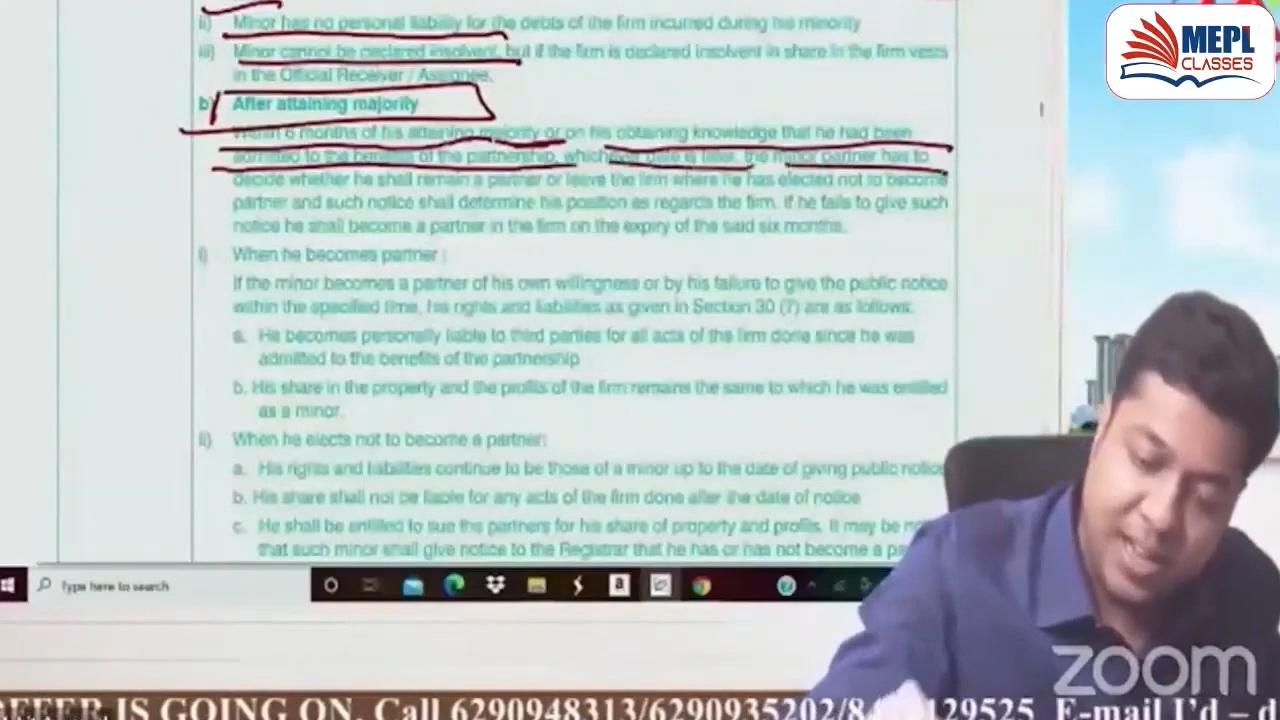 ii) Minor has no personal liability for the debts of the firm incurred during his minority
iii) Minor cannot be declared insolvent, but if the firm is declared insolvent in share in the firm vests
in the Official Receiver / Assignee.
b) After attaining majority
Within 6 months of his attaining majority or on his obtaining knowledge that he had been
admitted to the benefits of the partnership, whichever date is later, the minor partner has to
decide whether he shall remain a partner or leave the firm where he has elected not to become
partner and such notice shall determine his position as regards the firm. If he fails to give such
notice he shall become a partner in the firm on the expiry of the said six months.
i) When he becomes partner :
If the minor becomes a partner of his own willingness or by his failure to give the public notice
within the specified time, his rights and liabilities as given in Section 30 (7) are as follows:
a. He becomes personally liable to third parties for all acts of the firm done since he was
admitted to the benefits of the partnership
b. His share in the property and the profits of the firm remains the same to which he was entitled
as a minor.
ii) When he elects not to become a partner:
a. His rights and liabilities continue to be those of a minor up to the date of giving public notice
b. His share shall not be liable for any acts of the firm done after the date of notice
c. He shall be entitled to sue the partners for his share of property and profits. It may be
that such minor shall give notice to the Registrar that he has or has not become a
MEPL
CLASSES
Type here to search
zoom
OFFER IS GOING ON. Call 6290948313/6290935202/8 129525 E-mail I'd – d